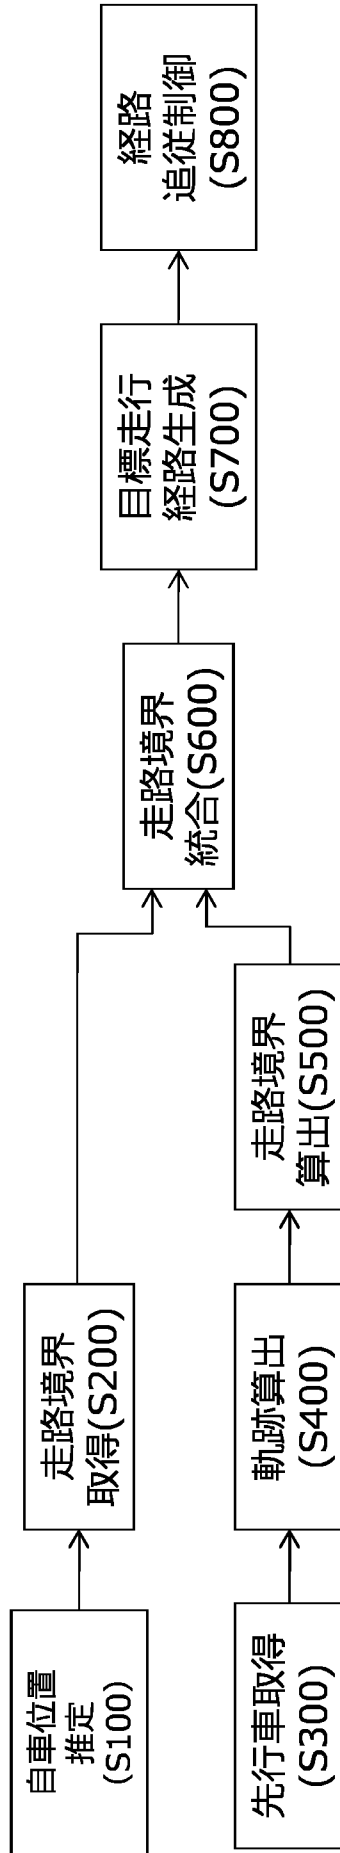 自車位置
推定
(S100)
走路境界
取得(S200)
先行車取得
(S300)
軌跡算出
(S400)
走路境界
算出(S500)
走路境界
統合(S600)
目標走行
経路生成
(S700)
経路
追従制御
(S800)